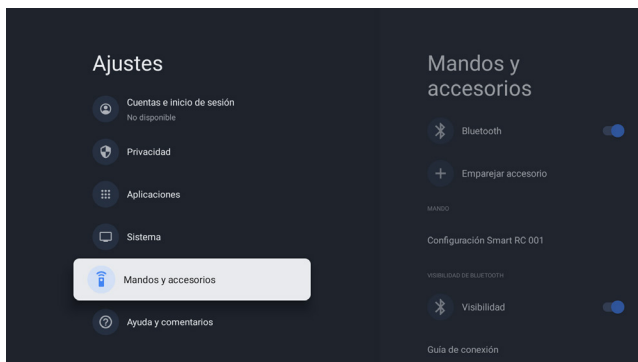 Ajustes
Cuentas e inicio de sesión
No disponible
Privacidad
Aplicaciones
Sistema
Mandos y accesorios
Ayuda y comentarios
Mandos y
accesorios
Bluetooth
Emparejar accesorio
MANDO
Configuración Smart RC 001
VISIBILIDAD DE BLUETOOTH
Visibilidad
Guía de conexión